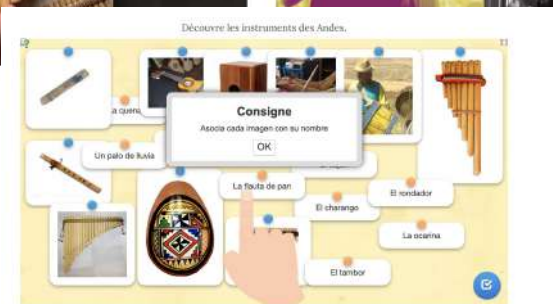 Découvre les instruments des Andes.
Consigne
Asocia cada imagen con su nombre
OK
a quena
Un palo de lluvia
La flauta de pan
El rondador
El charango
La ocarina
El tambor